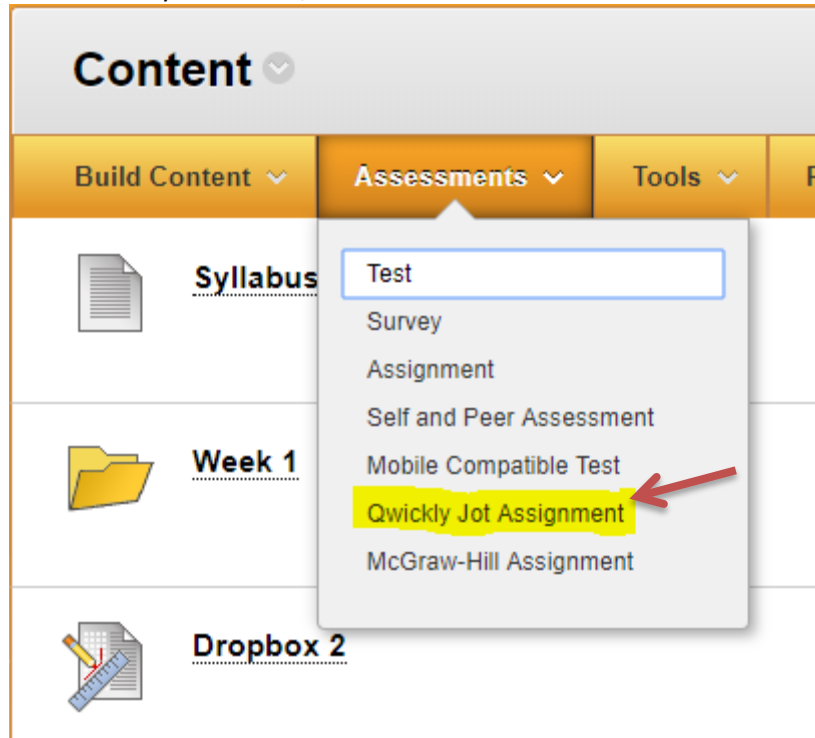 Content
Build Content Assessments Tools
Syllabus
Test
Survey
Assignment
Self and Peer Assessment
Week 1
Mobile Compatible Test
Qwickly Jot Assignment
McGraw-Hill Assignment
Dropbox 2